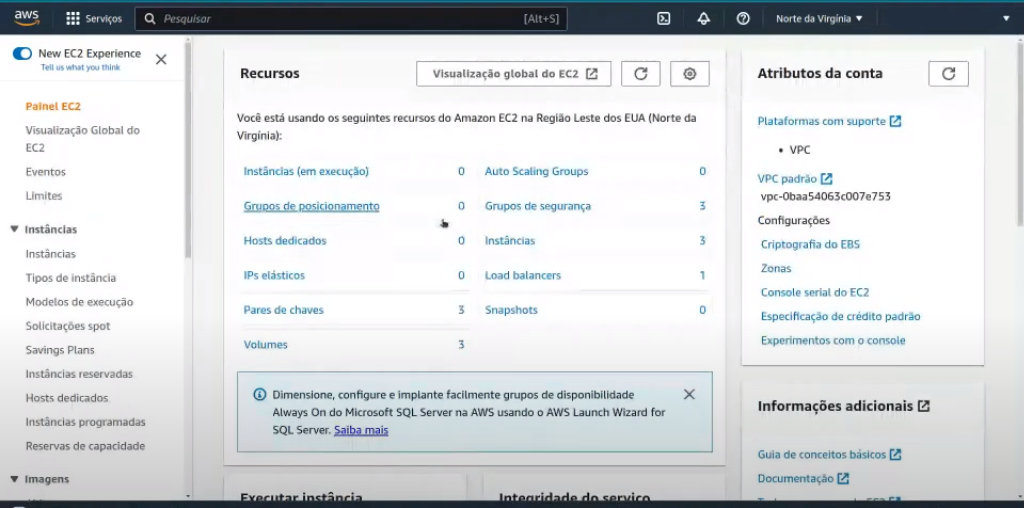 aws
Serviços
Pesquisar
[Alt+S]
Norte da Virgínia
New EC2 Experience
Tell us what you think
Painel EC2
Visualização Global do
EC2
Eventos
Limites
Instâncias
Instâncias
Tipos de instância
Modelos de execução
Solicitações spot
Savings Plans
Instâncias reservadas
Hosts dedicados
Instâncias programadas
Reservas de capacidade
Imagens
Recursos
Visualização global do EC2
Você está usando os seguintes recursos do Amazon EC2 na Região Leste dos EUA (Norte da
Virgínia):
Instâncias (em execução) 0 Auto Scaling Groups 0
Grupos de posicionamento 0 Grupos de segurança 3
Hosts dedicados 0 Instâncias 3
IPs elásticos 0 Load balancers 1
Pares de chaves 3 Snapshots 0
Volumes 3
Dimensione, configure e implante facilmente grupos de disponibilidade
Always On do Microsoft SQL Server na AWS usando o AWS Launch Wizard for
SQL Server. Saiba mais
Executar instância
Integridade do serviço
Atributos da conta
Plataformas com suporte
• VPC
VPC padrão
vpc-0baa54063c007e753
Configurações
Criptografia do EBS
Zonas
Console serial do EC2
Especificação de crédito padrão
Experimentos com o console
Informações adicionais
Guia de conceitos básicos
Documentação